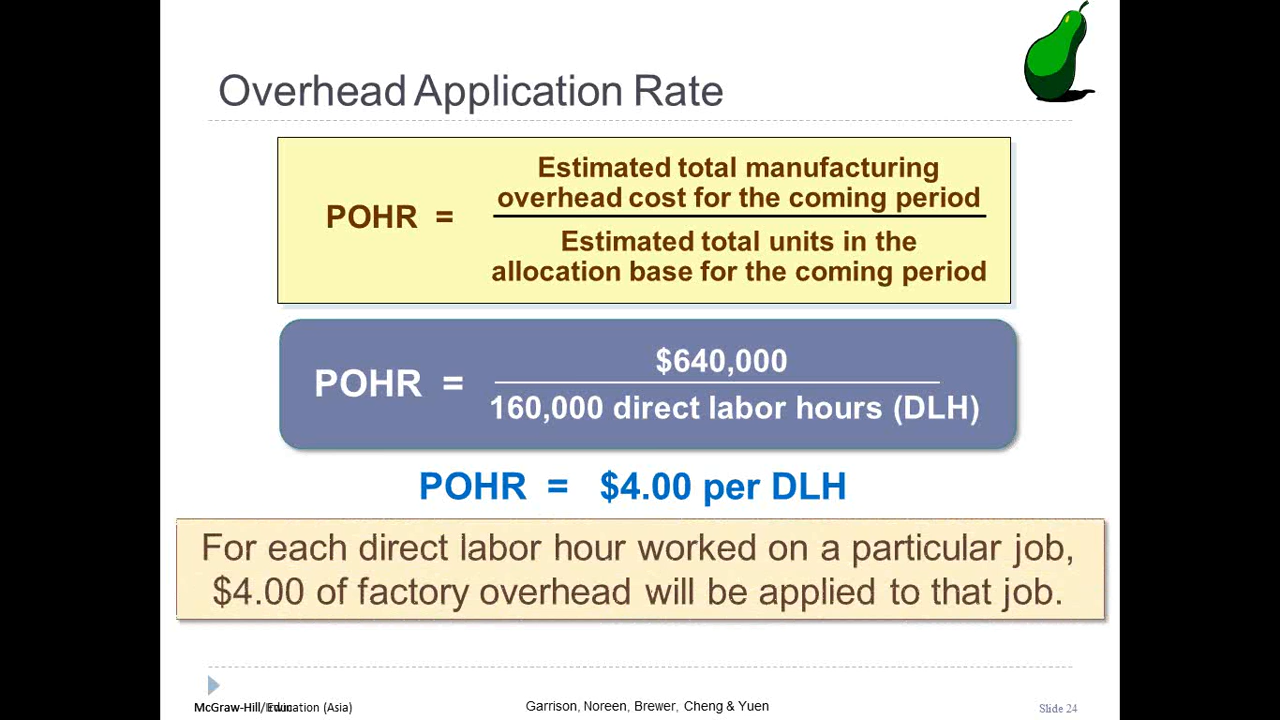 Overhead Application Rate
Estimated total manufacturing
overhead cost for the coming period
POHR =
Estimated total units in the
allocation base for the coming period
$640,000
POHR =
160,000 direct labor hours (DLH)
POHR = $4.00 per DLH
For each direct labor hour worked on a particular job,
$4.00 of factory overhead will be applied to that job.
McGraw-Hill/ (Asia)
Garrison, Noreen, Brewer, Cheng & Yuen
Slide 24